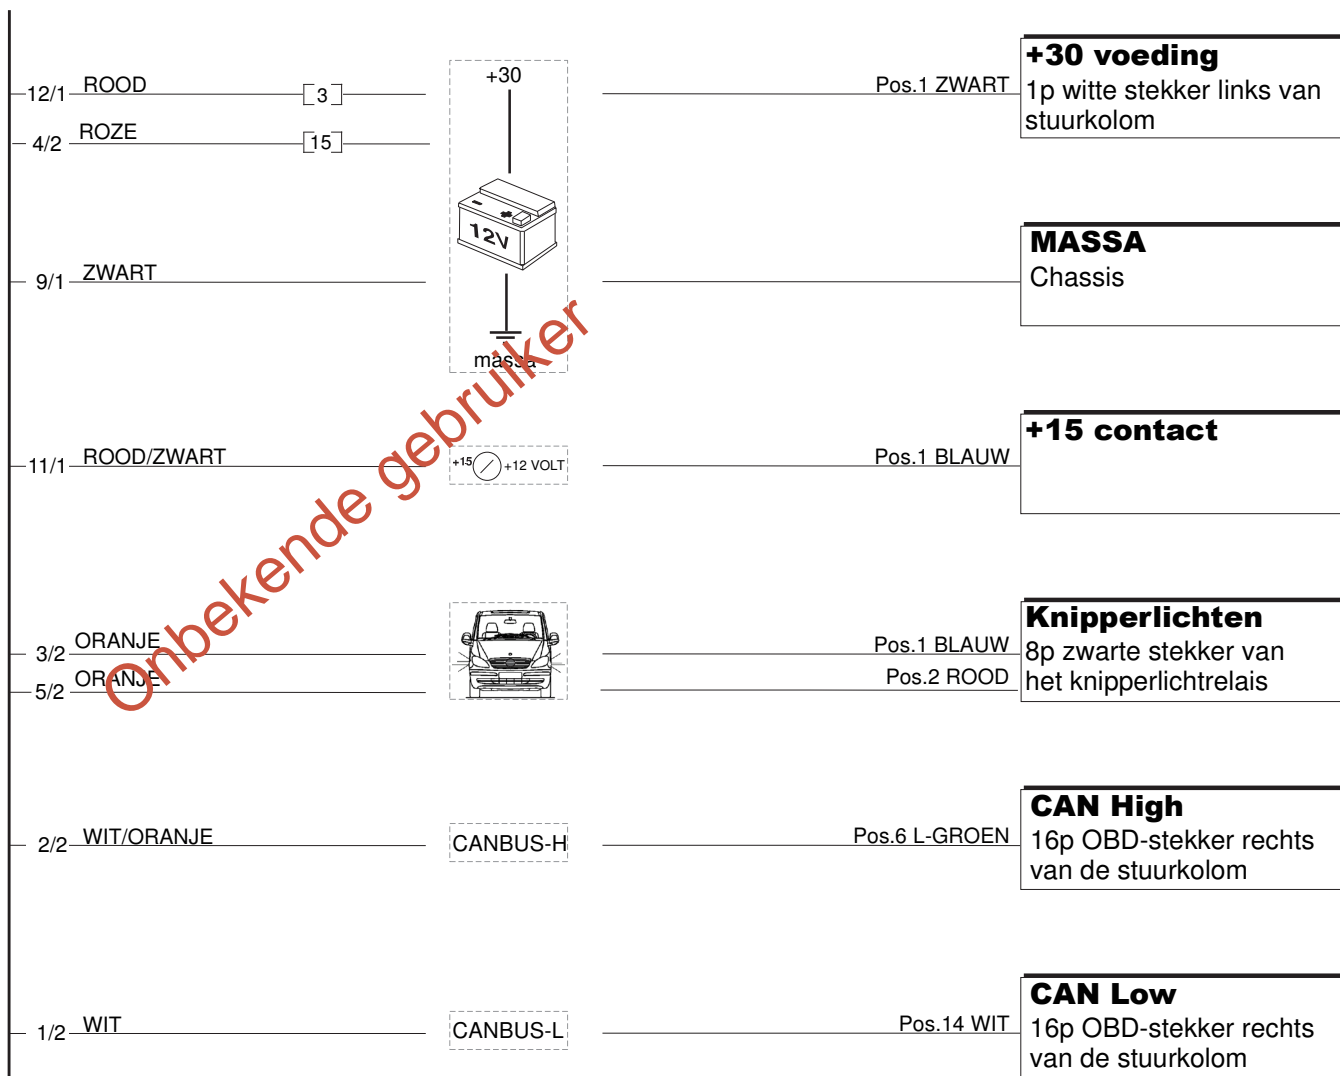 12/1 ROOD [3] +30 Pos.1 ZWART
+30 voeding
1p witte stekker links van
stuurkolom
4/2 ROZE [15]
12V
9/1 ZWART
massa
MASSA
Chassis
11/1 ROOD/ZWART +15 +12 VOLT Pos.1 BLAUW
+15 contact
3/2 ORANJE Pos.1 BLAUW
5/2 ORANJE Pos.2 ROOD
Knipperlichten
8p zwarte stekker van
het knipperlichtrelais
2/2 WIT/ORANJE CANBUS-H Pos.6 L-GROEN
CAN High
16p OBD-stekker rechts
van de stuurkolom
1/2 WIT CANBUS-L Pos.14 WIT
CAN Low
16p OBD-stekker rechts
van de stuurkolom
Onbekende gebruiker